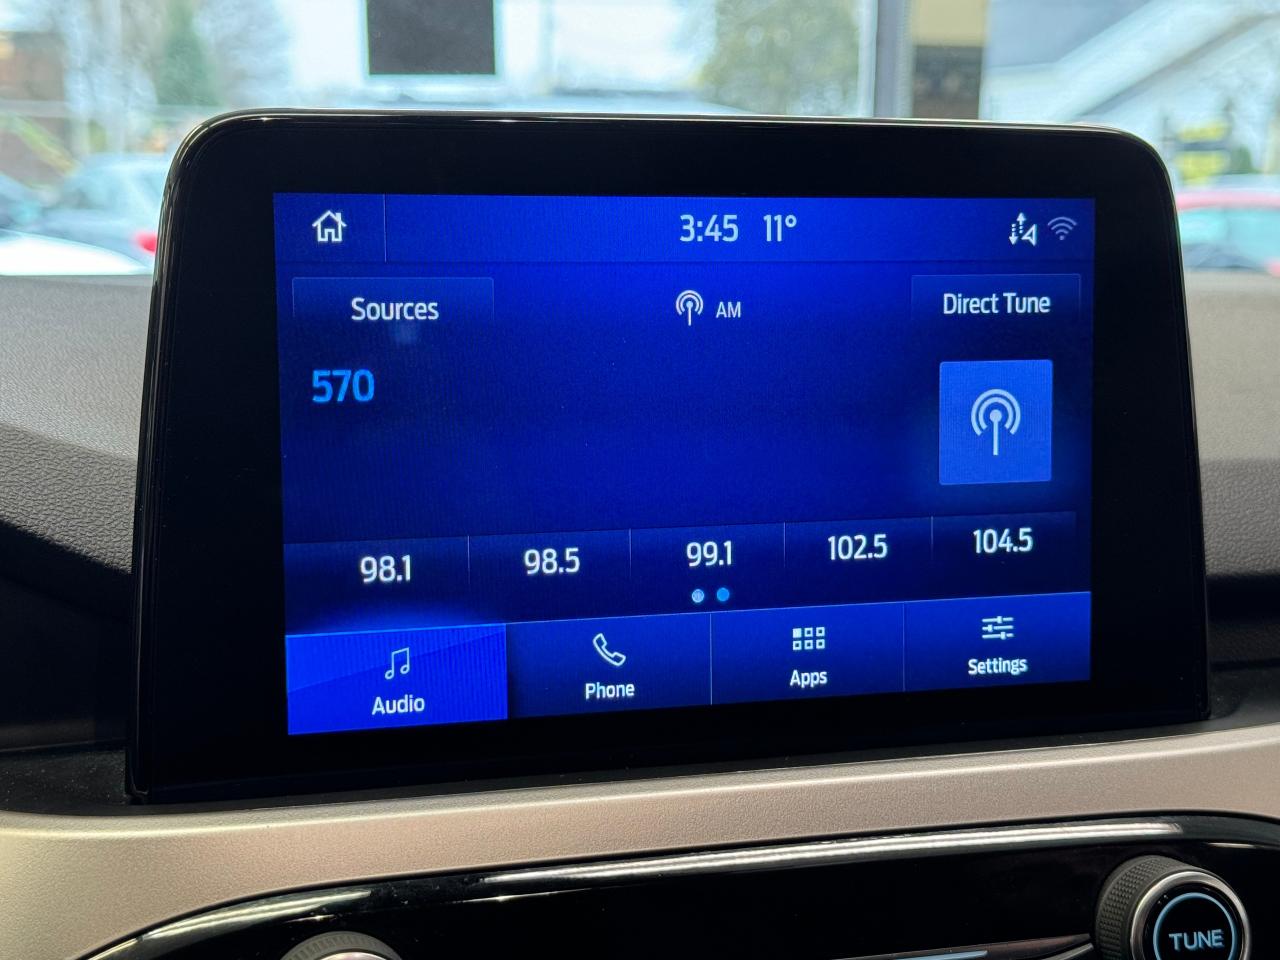 3:45 11°
Sources
AM
Direct Tune
570
98.1
98.5
99.1
102.5
104.5
Audio
Phone
Apps
Settings
TUNE